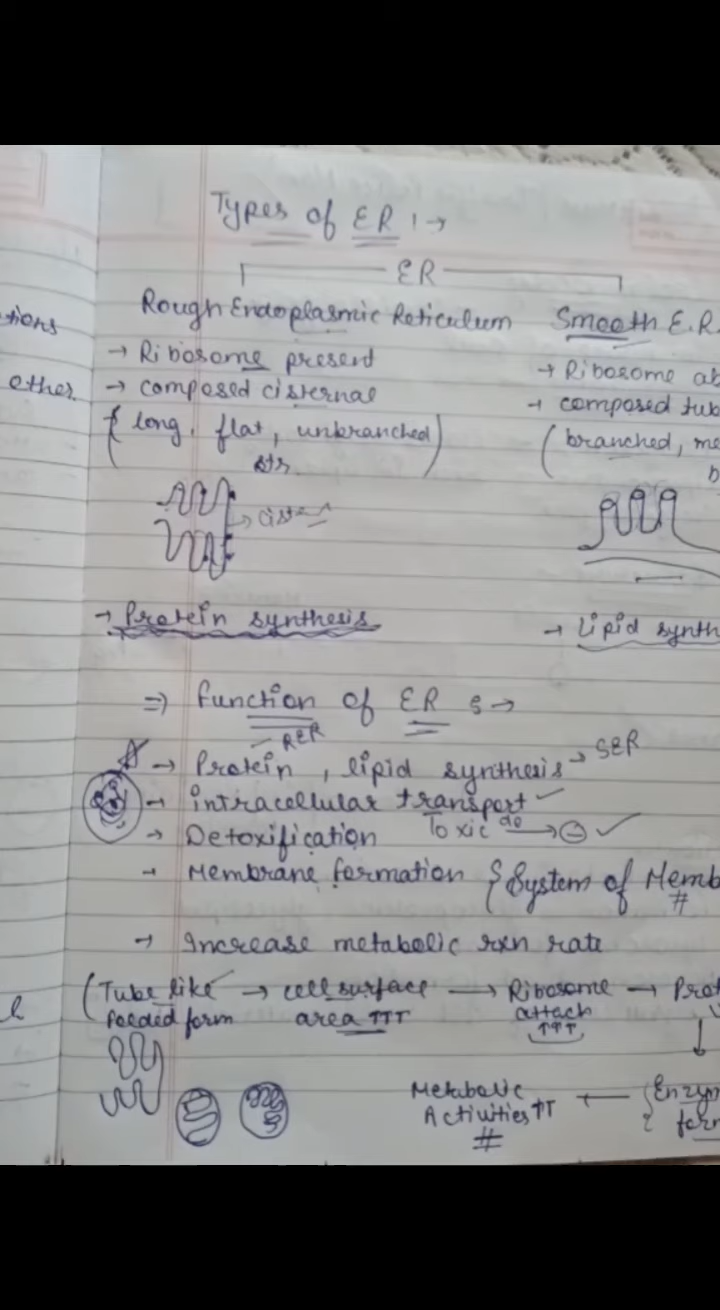 Types of ER :→
ER
tions
Rough Endoplasmic Reticulum
Smooth E.R.
→ Ribosome present
→ Ribosome ab
other
→ composed cisternal
→ composed tub
( long, flat, unbranched )
str.
( branched, me
b
→ Protein synthesis
→ Lipid synth
⇒ Function of ER :→
RER
→ Protein, lipid synthesis → SER
→ intracellular transport ✓
→ Detoxification
Toxic
→ Membrane formation { System of Memb
#
→ Increase metabolic rxn rate
( Tube like → cell surface → Ribosome → Prot
form area ↑↑↑ attach
↑↑↑
↓
Metabolic ← { Enzym
Activities ↑↑ for
#